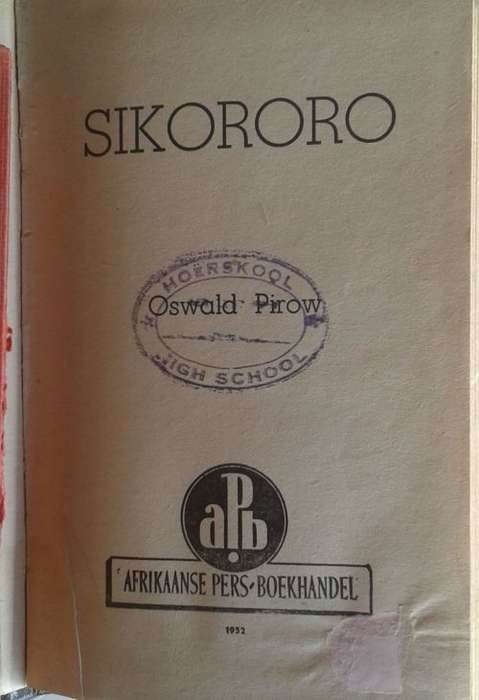 SIKORORO
HOËRSKOOL
Oswald Pirow
HIGH SCHOOL
aPb
AFRIKAANSE PERS-BOEKHANDEL
1952